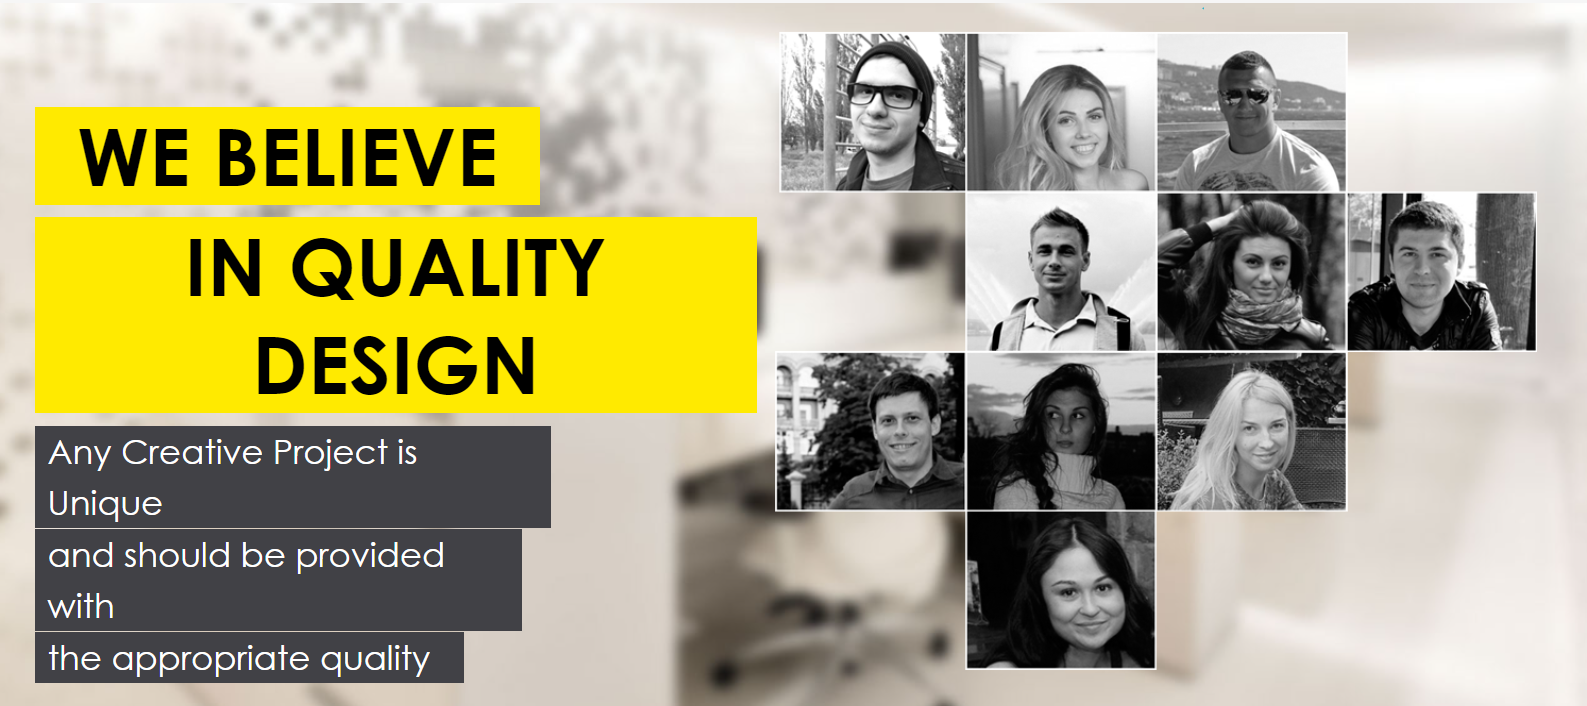 WE BELIEVE
IN QUALITY
DESIGN
Any Creative Project is
Unique
and should be provided
with
the appropriate quality